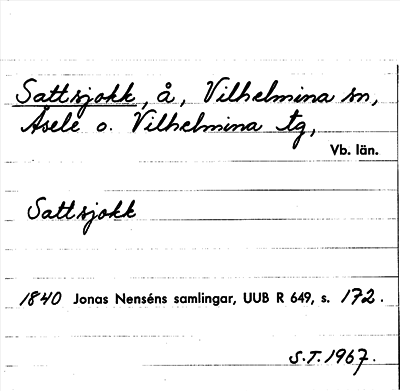 Sattsjokk, å, Vilhelmina sn,
Åsele o. Vilhelmina tg,
Vb. län.
Sattsjokk
1840 Jonas Nenséns samlingar, UUB R 649, s. 172.
S.T. 1967.